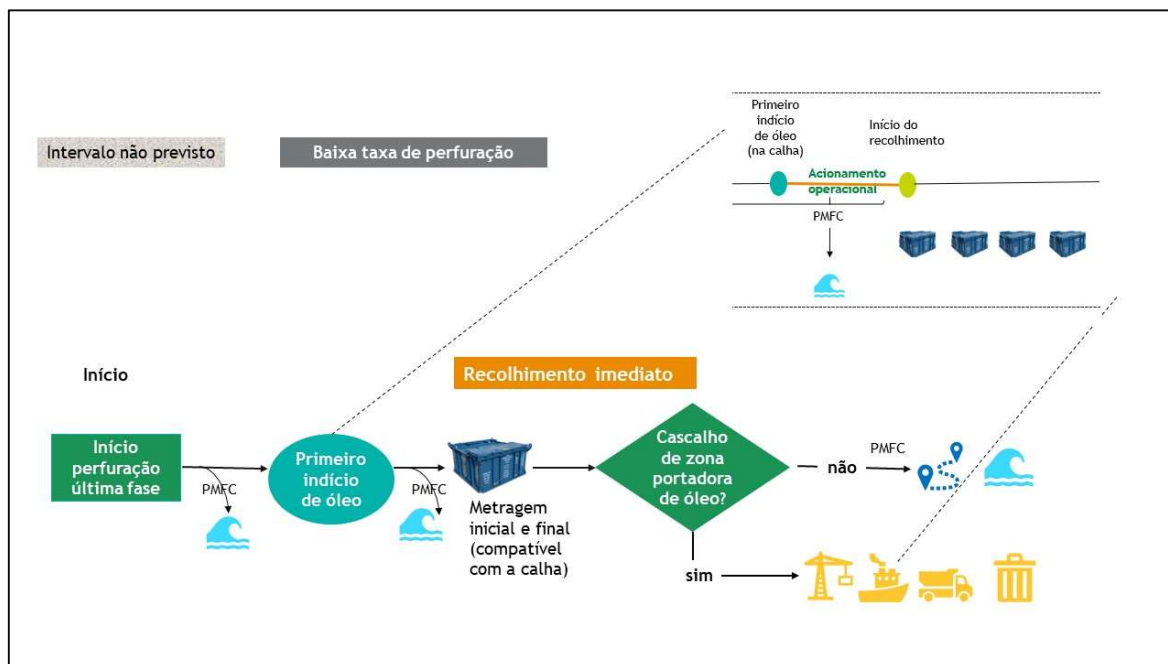 Primeiro
indício
de óleo
(na calha)
Início do
recolhimento
Intervalo não previsto
Baixa taxa de perfuração
Acionamento
operacional
PMFC
Início
Recolhimento imediato
Início
perfuração
última fase
PMFC
Primeiro
indício
de óleo
PMFC
Metragem
inicial e final
(compatível
com a calha)
Cascalho
de zona
portadora
de óleo?
não
PMFC
sim